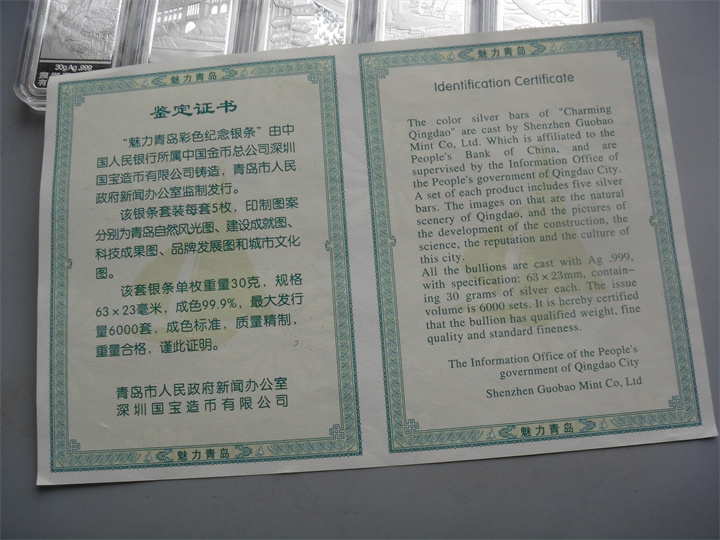 30g Ag .999
魅力青岛
鉴定证书
“魅力青岛彩色纪念银条”由中
国人民银行所属中国金币总公司深圳
国宝造币有限公司铸造，青岛市人民
政府新闻办公室监制发行。
该银条套装每套5枚，印制图案
分别为青岛自然风光图、建设成就图、
科技成果图、品牌发展图和城市文化
图。
该套银条单枚重量30克，规格
63×23毫米，成色99.9%，最大发行
量6000套，成色标准，质量精制，
重量合格，谨此证明。
青岛市人民政府新闻办公室
深圳国宝造币有限公司
魅力青岛
魅力青岛
Identification Certificate
The color silver bars of "Charming
Qingdao" are cast by Shenzhen Guobao
Mint Co, Ltd. Which is affiliated to the
People's Bank of China, and are
supervised by the Information Office of
the People's government of Qingdao City.
A set of each product includes five silver
bars. The images on that are the natural
scenery of Qingdao, and the pictures of
the development of the construction, the
science, the reputation and the culture of
this city.
All the bullions are cast with Ag .999,
with specification: 63×23mm, contain-
ing 30 grams of silver each. The issue
volume is 6000 sets. It is hereby certified
that the bullion has qualified weight, fine
quality and standard fineness.
The Information Office of the People's
government of Qingdao City
Shenzhen Guobao Mint Co, Ltd
魅力青岛